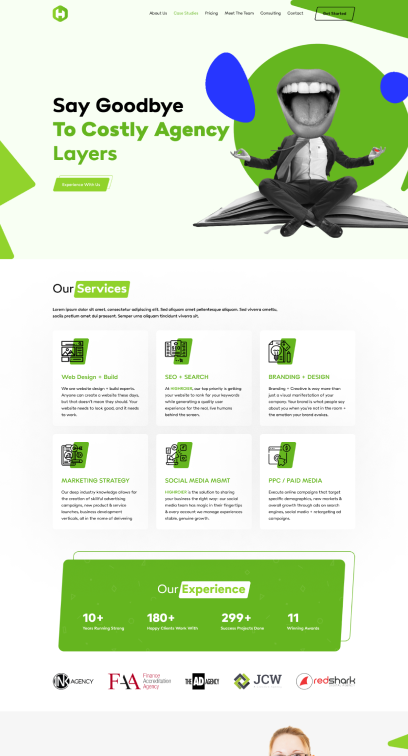 About Us Case Studies Pricing Meet The Team Consulting Contact Get Started
Say Goodbye
To Costly Agency
Layers
Experience With Us
Our Services
Lorem ipsum dolor sit amet, consectetur adipiscing elit. Sed aliquam amet pellentesque aliquam. Sed viverra ametllu,
sociis pretium amet dui praesent. Semper urna aliquam tincidunt viverra sit.
Web Design + Build
We are website design + build experts.
Anyone can create a website these days,
but that doesn't mean they should. Your
website needs to look good, and it needs
to work.
SEO + SEARCH
At HIGHRISER, our top priority is getting
your website to rank for your keywords
while generating a quality user
experience for the real, live humans
behind the screen.
BRANDING + DESIGN
Branding + Creative is way more than
just a visual manifestation of your
company. Your brand is what people say
about you when you're not in the room +
the emotion your brand evokes.
MARKETING STRATEGY
Our deep industry knowledge allows for
the creation of skillful advertising
campaigns, new product & service
launches, business development
verticals, all in the name of delivering
SOCIAL MEDIA MGMT
HIGHRISER is the solution to sharing
your business the right way: our social
media team has magic in their fingertips
& every account we manage experiences
stable, genuine growth.
PPC / PAID MEDIA
Execute online campaigns that target
specific demographics, new markets &
overall growth through ads on search
engines, social media + retargeting ad
campaigns.
Our Experience
10+ 180+ 299+ 11
Years Running Strong Happy Clients Work With Success Projects Done Winning Awards
INK AGENCY
FAA Finance Accreditation Agency
THE AD AGENCY
JCW
redshark